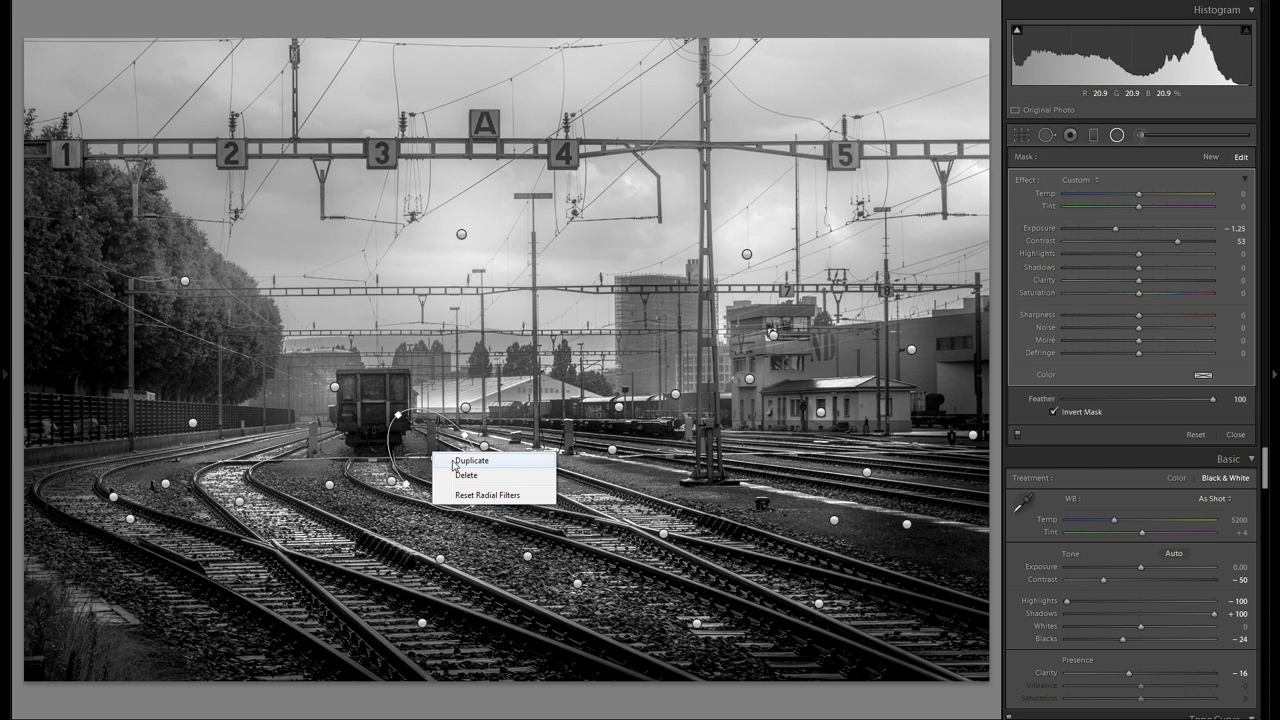 Histogram
R 20.9 G 20.9 B 20.9 %
Original Photo
Mask : New Edit
Effect : Custom
Temp 0
Tint 0
Exposure − 1.25
Contrast 53
Highlights 0
Shadows 0
Clarity 0
Saturation 0
Sharpness 0
Noise 0
Moiré 0
Defringe 0
Color
Feather 100
Invert Mask
Reset Close
Basic
Treatment : Color Black & White
WB : As Shot
Temp 5200
Tint + 4
Tone Auto
Exposure 0.00
Contrast − 50
Highlights − 100
Shadows + 100
Whites 0
Blacks − 24
Presence
Clarity − 16
Vibrance 0
Saturation 0
Tone Curve
A
1 2 3 4 5
7 8
Duplicate
Delete
Reset Radial Filters